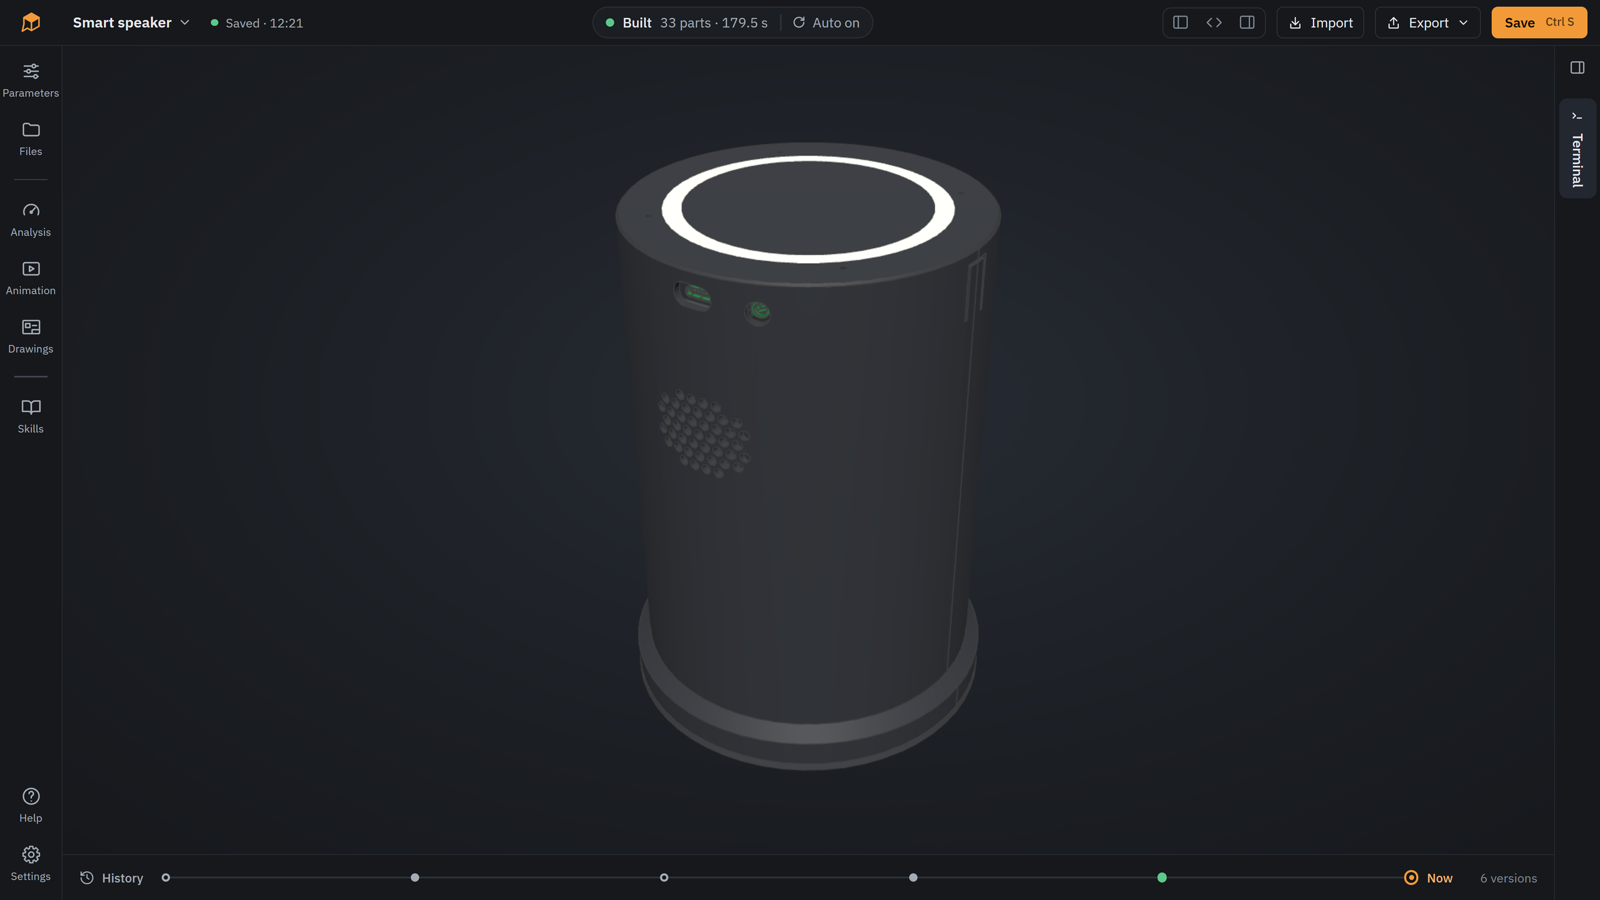 Smart speaker
Saved · 12:21
Built 33 parts · 179.5 s
Auto on
Import
Export
Save Ctrl S
Parameters
Files
Analysis
Animation
Drawings
Skills
Help
Settings
Terminal
History
Now
6 versions